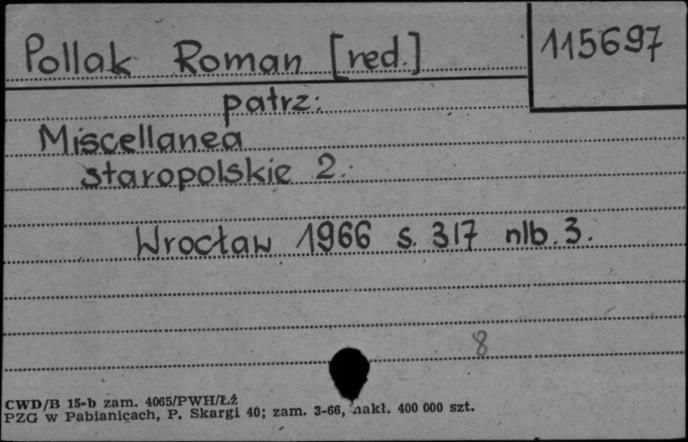 Pollak Roman [red.]
115697
patrz:
Miscellanea
staropolskie 2.
Wrocław 1966 s. 317 nlb. 3.
8
CWD/B 15-b zam. 4065/PWH/Łź
PZG w Pabianicach, P. Skargi 40; zam. 3-66, nakł. 400 000 szt.